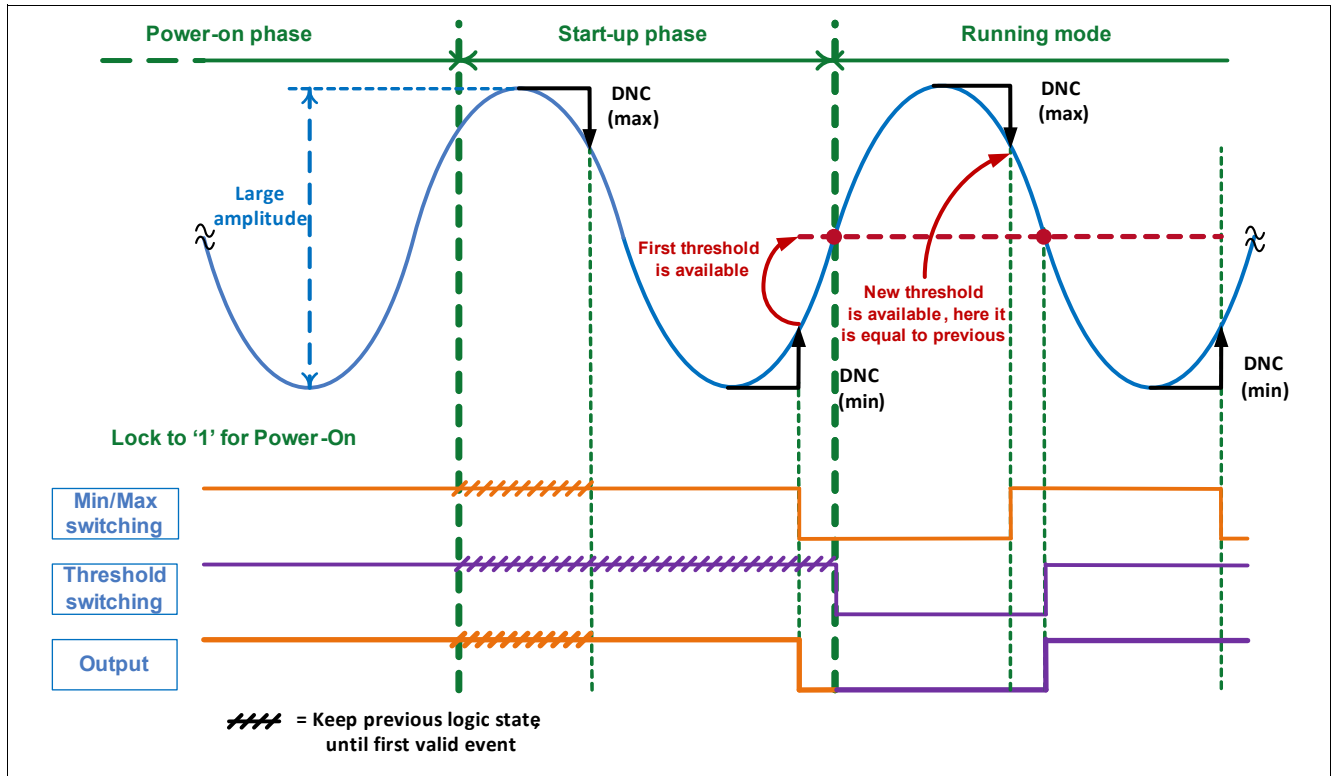 Power-on phase
Start-up phase
Running mode
DNC
(max)
DNC
(max)
Large
amplitude
First threshold
is available
New threshold
is available, here it
is equal to previous
DNC
(min)
DNC
(min)
Lock to ‘1’ for Power-On
Min/Max
switching
Threshold
switching
Output
= Keep previous logic state,
until first valid event